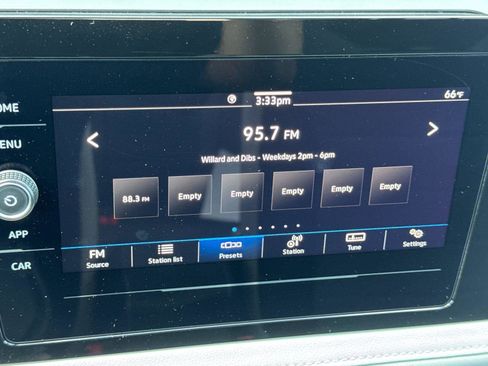 66°F
3:33pm
OME
95.7 FM
ENU
Willard and Dibs - Weekdays 2pm - 6pm
88.3 FM Empty Empty Empty Empty Empty
APP
FM
Source Station list Presets Station Tune Settings
CAR